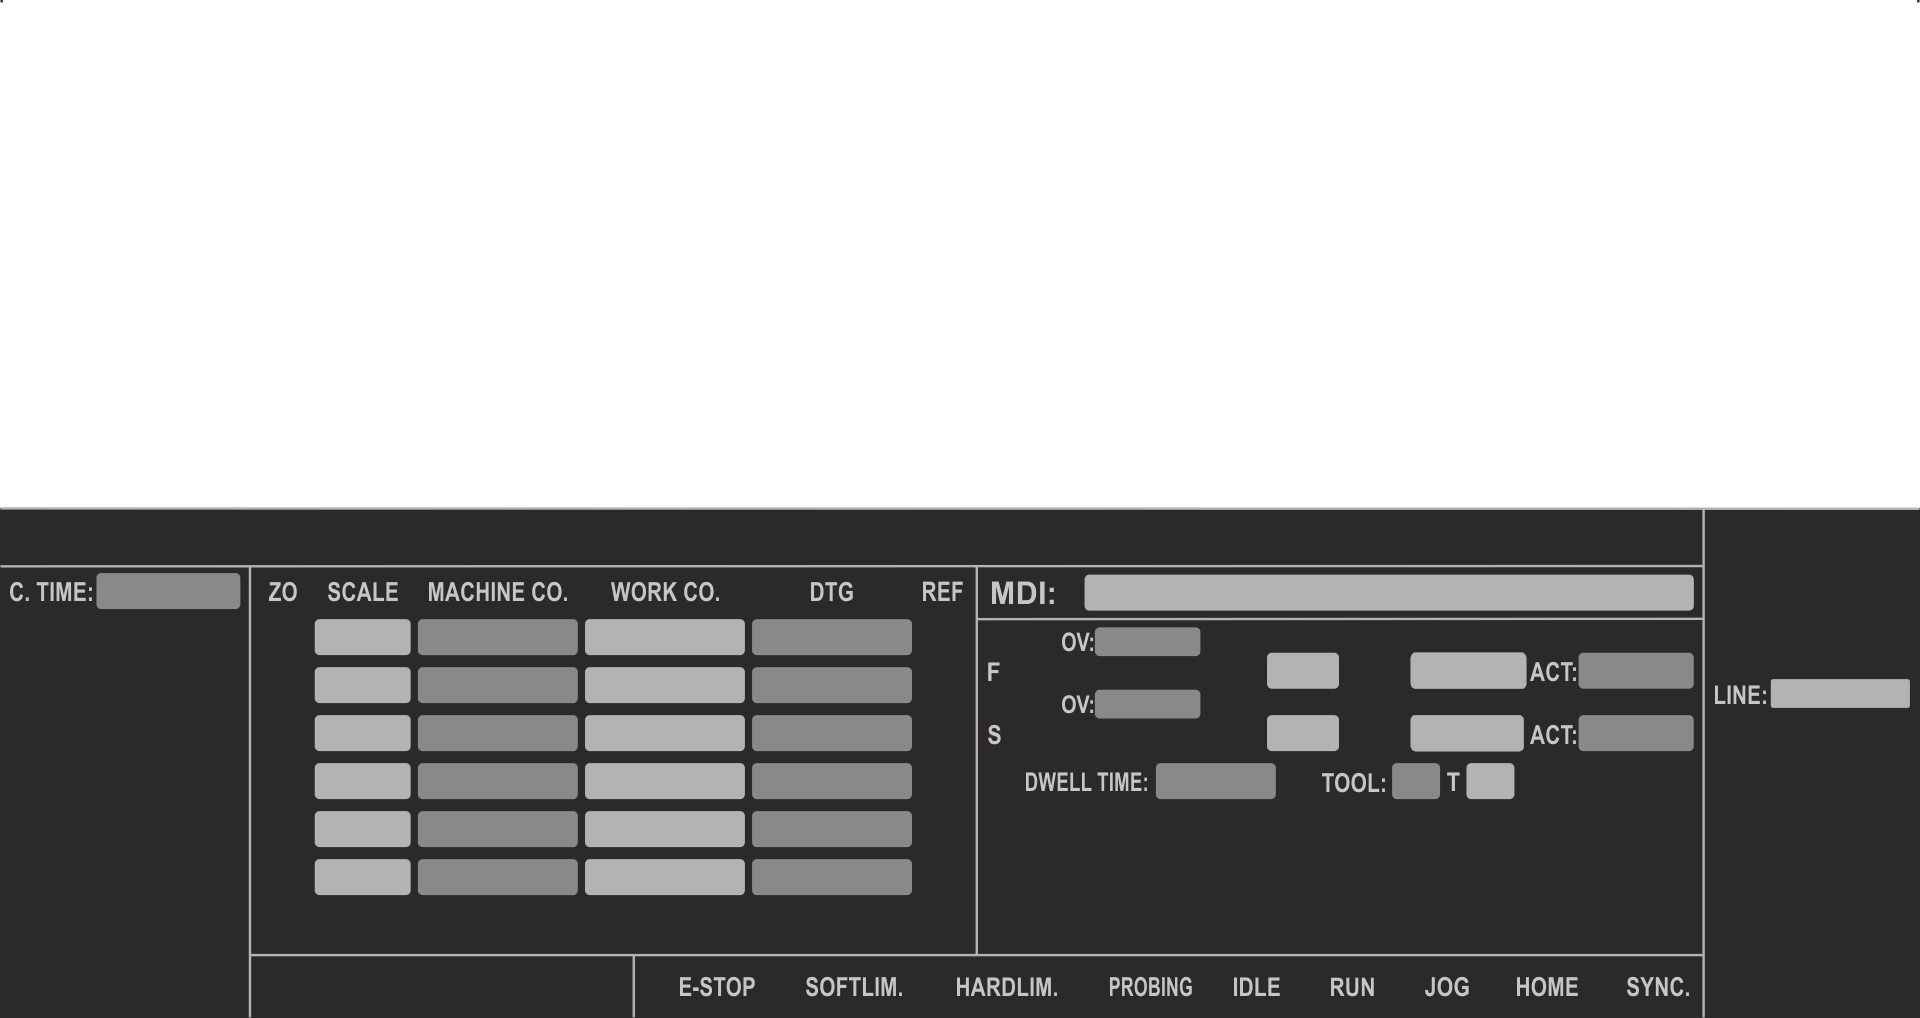 C. TIME:
ZO SCALE MACHINE CO. WORK CO. DTG REF
MDI:
OV:
F ACT:
OV:
S ACT:
DWELL TIME: TOOL: T
LINE:
E-STOP SOFTLIM. HARDLIM. PROBING IDLE RUN JOG HOME SYNC.